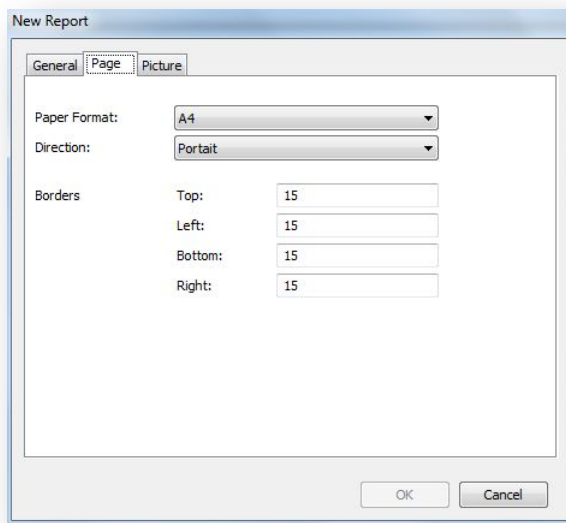 New Report
General Page Picture
Paper Format: A4
Direction: Portait
Borders Top: 15
Left: 15
Bottom: 15
Right: 15
OK Cancel